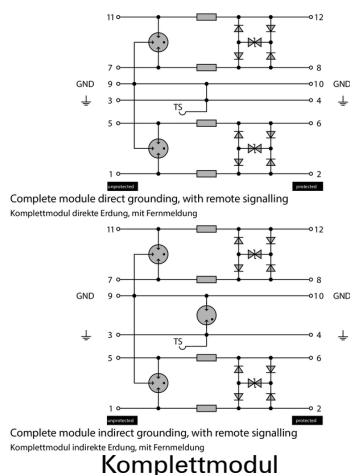 11 12
7 8
GND 9 10 GND
3 4
TS
5 6
1 2
unprotected protected
Complete module direct grounding, with remote signalling
Komplettmodul direkte Erdung, mit Fernmeldung
11 12
7 8
GND 9 10 GND
3 4
TS
5 6
1 2
unprotected protected
Complete module indirect grounding, with remote signalling
Komplettmodul indirekte Erdung, mit Fernmeldung
Komplettmodul